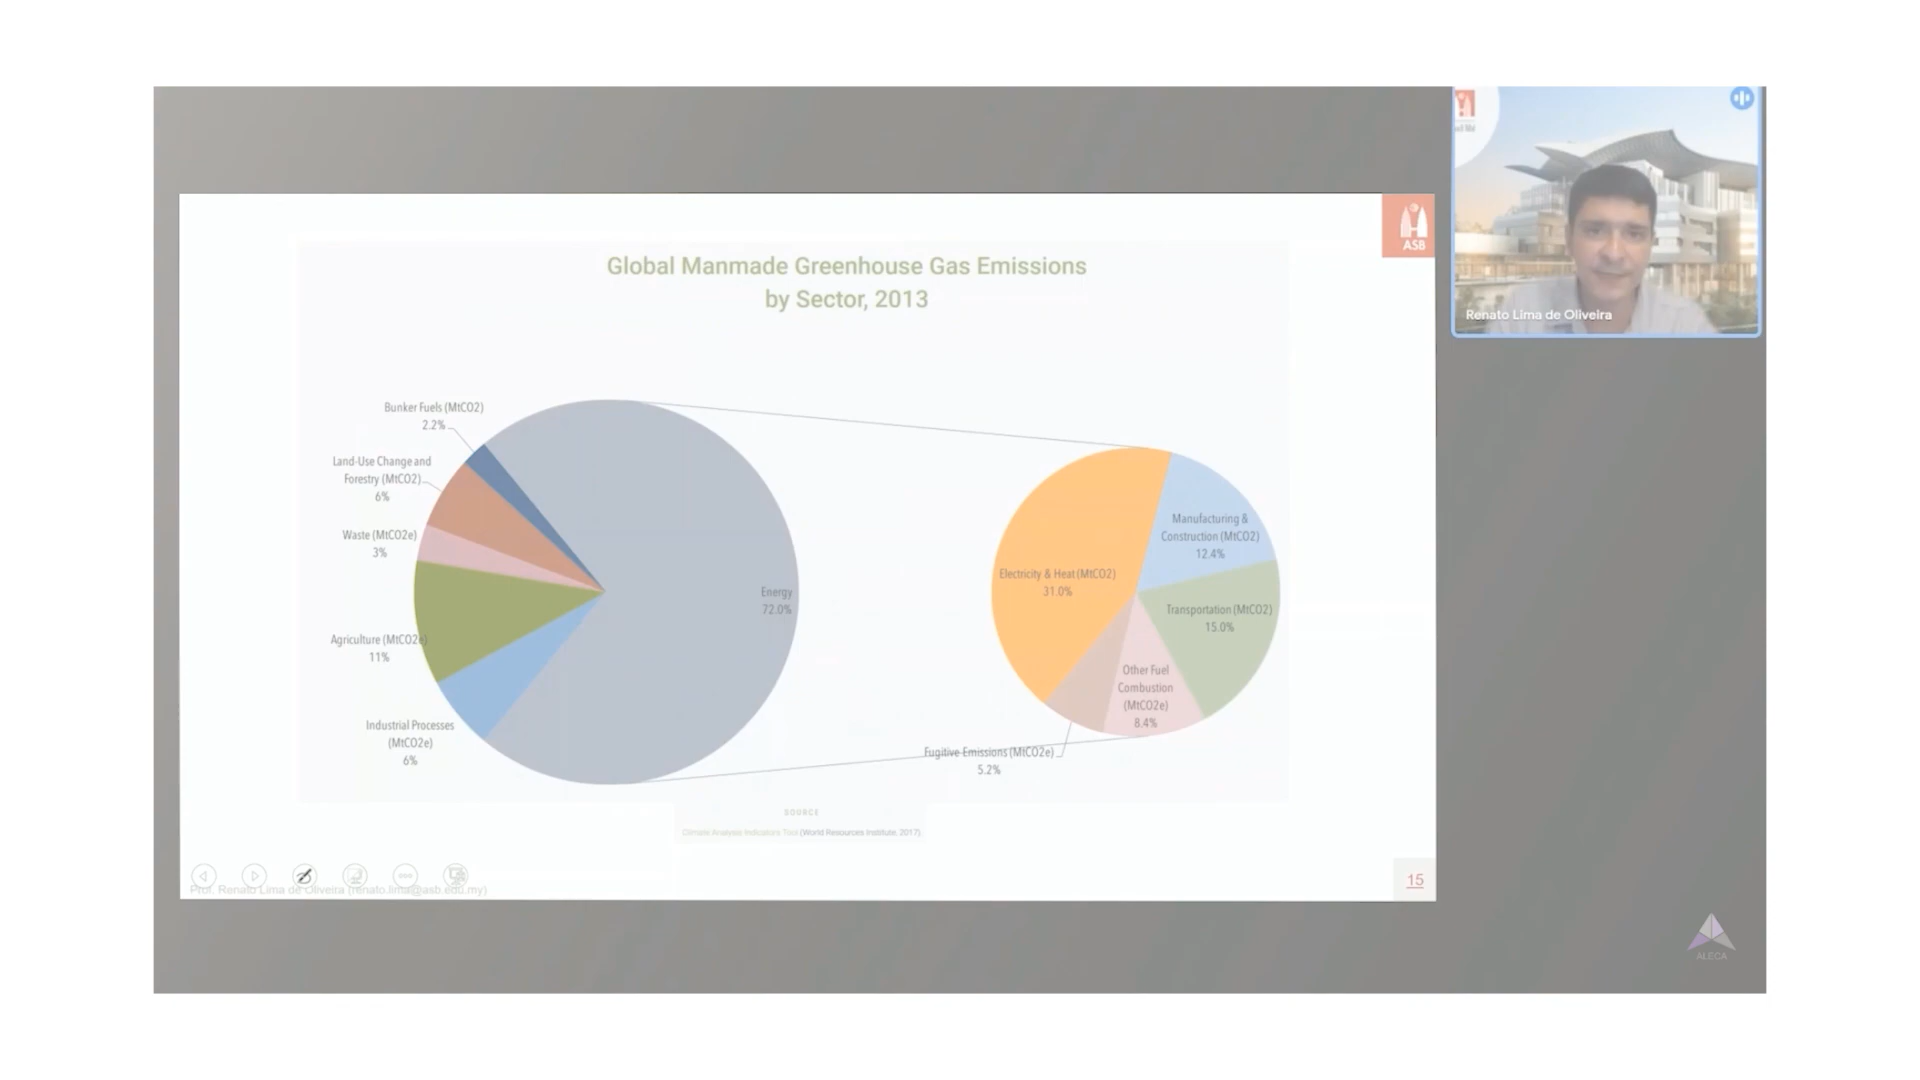 Global Manmade Greenhouse Gas Emissions
by Sector, 2013
ASB
Renato Lima de Oliveira
Bunker Fuels (MtCO2)
2.2%
Land-Use Change and
Forestry (MtCO2)
6%
Waste (MtCO2e)
3%
Agriculture (MtCO2e)
11%
Industrial Processes
(MtCO2e)
6%
Energy
72.0%
Electricity & Heat (MtCO2)
31.0%
Manufacturing &
Construction (MtCO2)
12.4%
Transportation (MtCO2)
15.0%
Other Fuel
Combustion
(MtCO2e)
8.4%
Fugitive Emissions (MtCO2e)
5.2%
SOURCE
Climate Analysis Indicators Tool (World Resources Institute, 2017)
Prof. Renato Lima de Oliveira (renato.lima@asb.edu.my)
15
ALECA